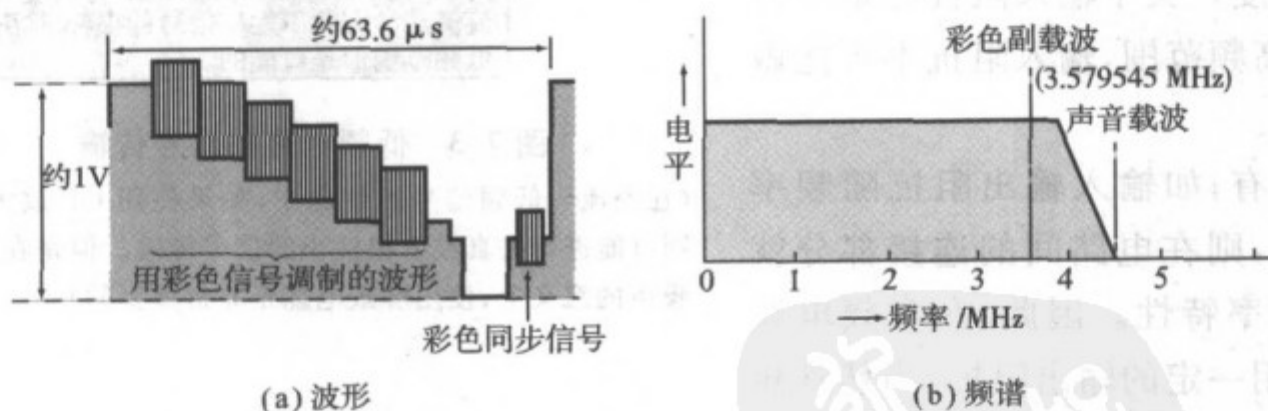 约63.6 μs
约1V
用彩色信号调制的波形
彩色同步信号
(a) 波形
彩色副载波
(3.579545 MHz)
声音载波
电平
0 1 2 3 4 5
频率 /MHz
(b) 频谱